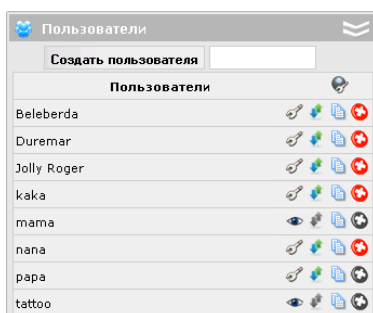 Пользователи
Создать пользователя
Пользователи
Beleberda
Duremar
Jolly Roger
kaka
mama
nana
papa
tattoo